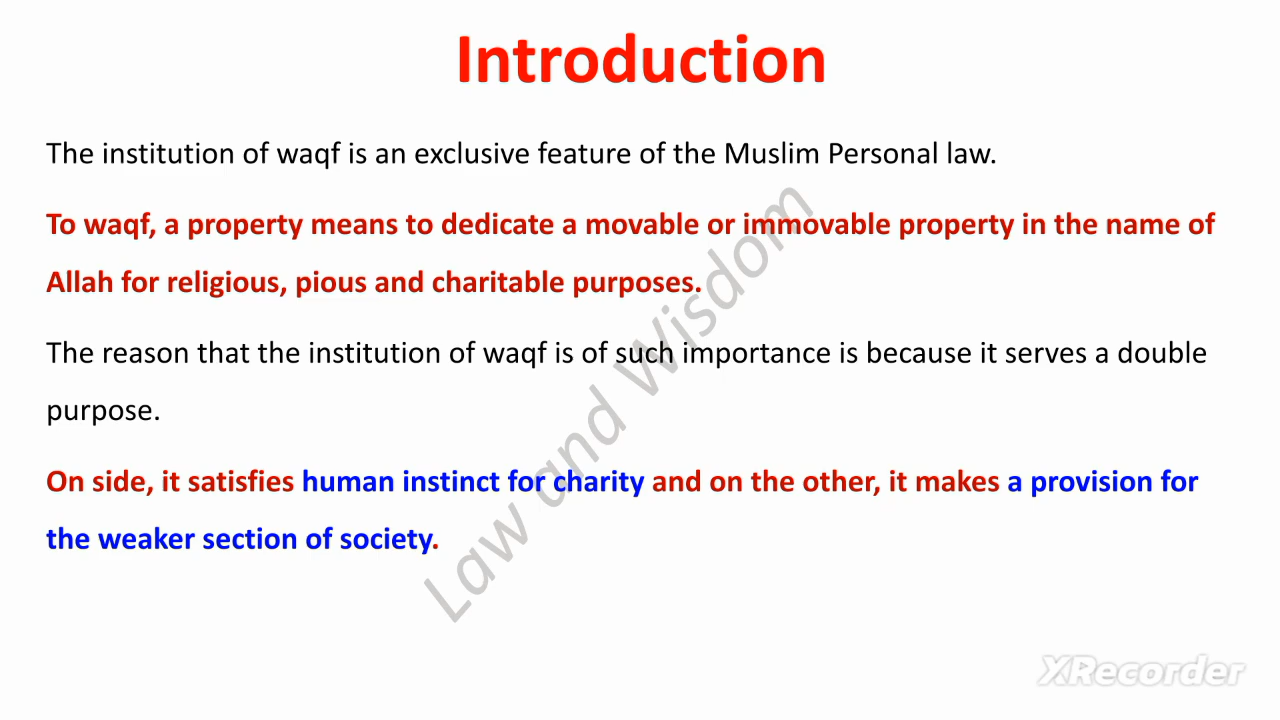 Introduction
The institution of waqf is an exclusive feature of the Muslim Personal law.
To waqf, a property means to dedicate a movable or immovable property in the name of
Allah for religious, pious and charitable purposes.
The reason that the institution of waqf is of such importance is because it serves a double
purpose.
On side, it satisfies human instinct for charity and on the other, it makes a provision for
the weaker section of society.
Law and Wisdom
XRecorder